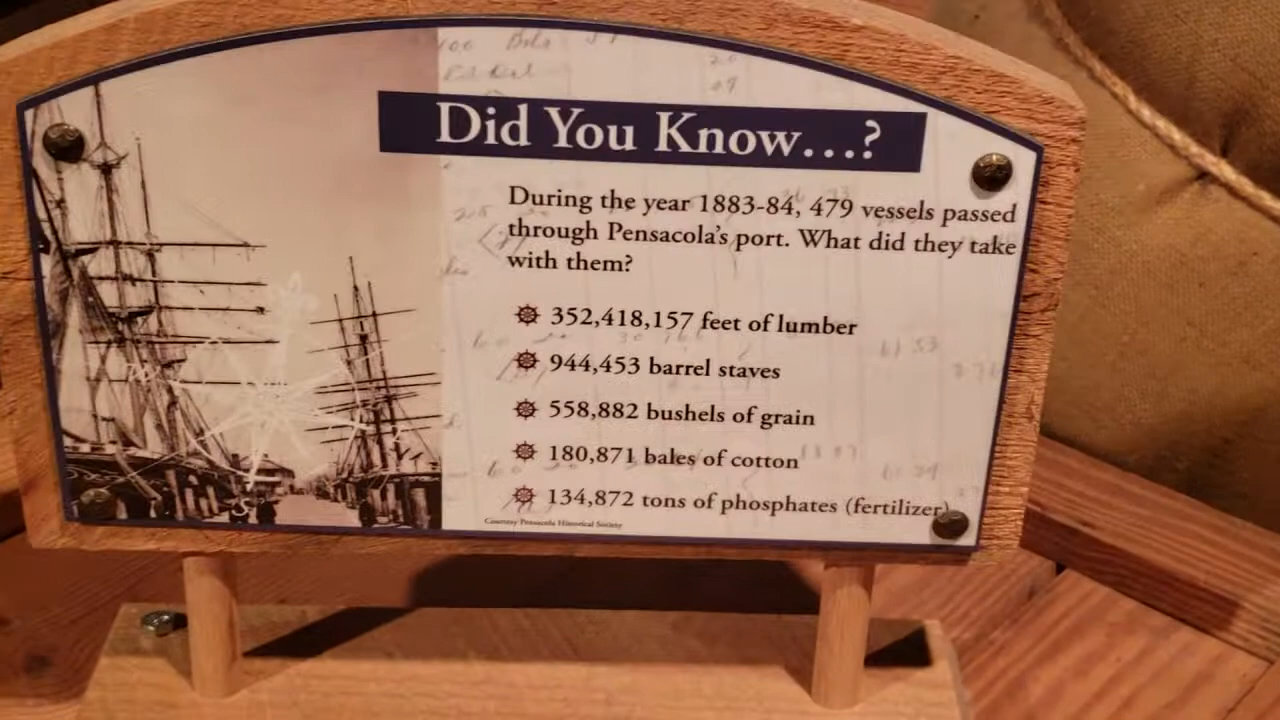 Did You Know...?
During the year 1883-84, 479 vessels passed
through Pensacola's port. What did they take
with them?
352,418,157 feet of lumber
944,453 barrel staves
558,882 bushels of grain
180,871 bales of cotton
134,872 tons of phosphates (fertilizer)
Courtesy Pensacola Historical Society